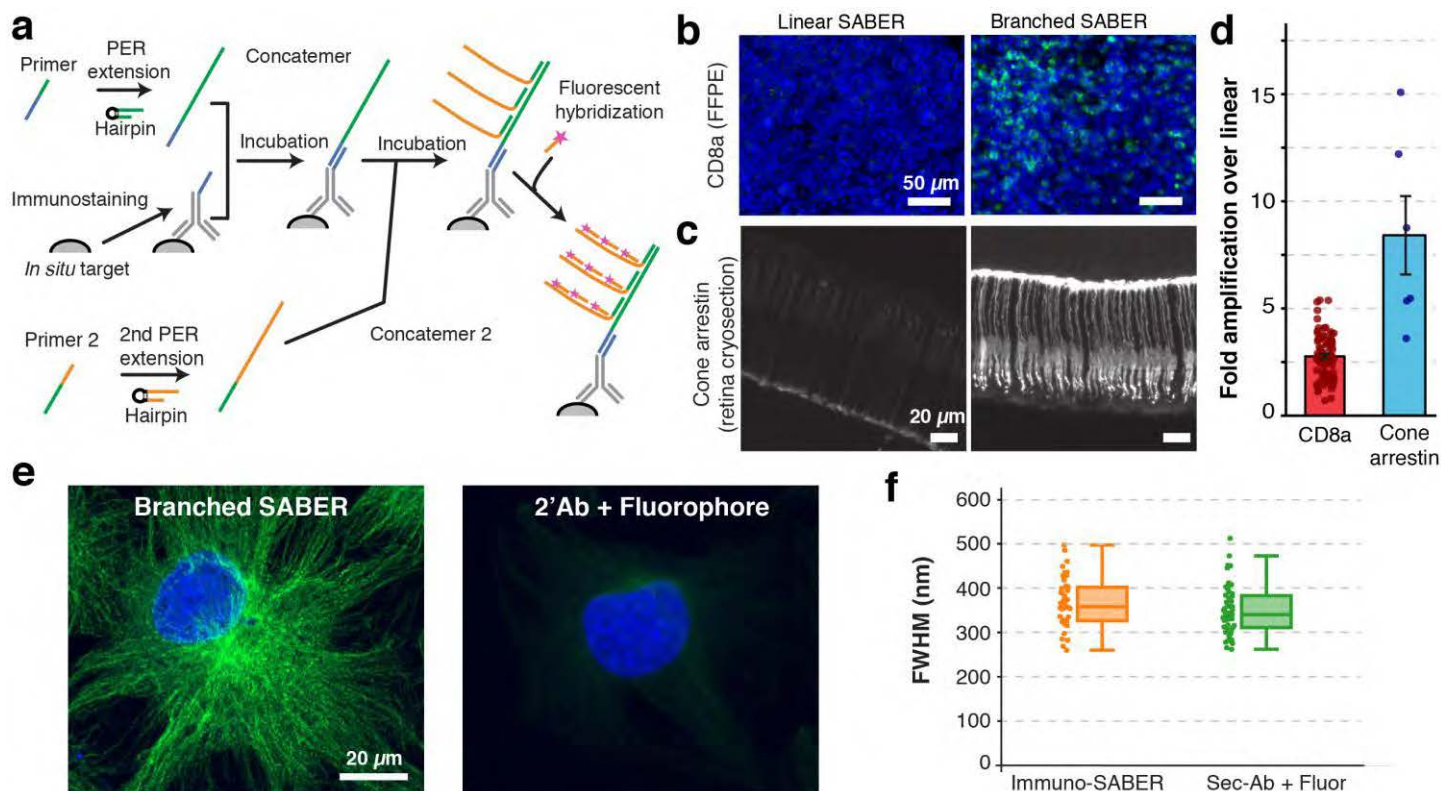 a
Primer
PER
extension
Hairpin
Concatemer
Incubation
Incubation
Fluorescent
hybridization
Immunostaining
In situ target
Primer 2
2nd PER
extension
Hairpin
Concatemer 2
b
Linear SABER
Branched SABER
CD8a (FFPE)
50 µm
c
Cone arrestin
(retina cryosection)
20 µm
d
Fold amplification over linear
15
10
5
0
CD8a
Cone
arrestin
e
Branched SABER
20 µm
2'Ab + Fluorophore
f
FWHM (nm)
600
500
400
300
200
100
0
Immuno-SABER
Sec-Ab + Fluor